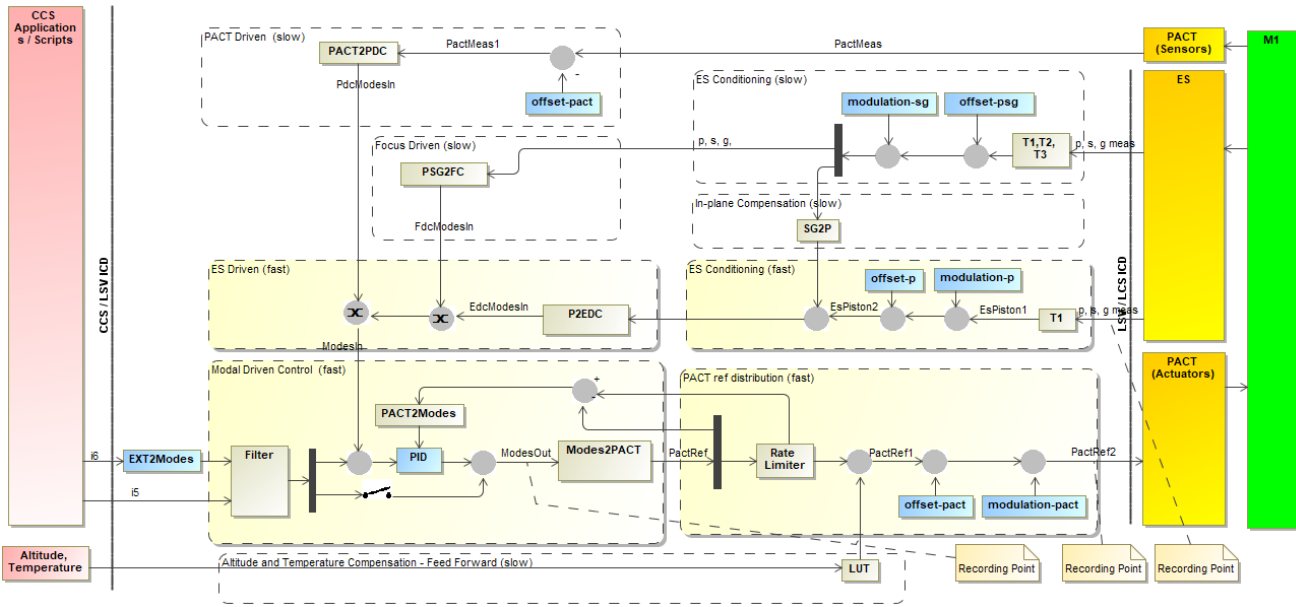 CCS
Application
s / Scripts
CCS / LSV ICD
PACT Driven (slow)
PACT2PDC
PactMeas1
PactMeas
PdcModesIn
-
offset-pact
PACT
(Sensors)
M1
ES
ES Conditioning (slow)
modulation-sg
offset-psg
T1,T2,
T3
p, s, g meas
p, s, g,
Focus Driven (slow)
PSG2FC
FdcModesIn
In-plane Compensation (slow)
SG2P
LSV / LCS ICD
ES Driven (fast)
EdcModesIn
P2EDC
ModesIn
ES Conditioning (fast)
offset-p
modulation-p
EsPiston2
EsPiston1
T1
p, s, g meas
PACT
(Actuators)
Modal Driven Control (fast)
+
-
PACT2Modes
PACT ref distribution (fast)
i6
EXT2Modes
Filter
PID
ModesOut
Modes2PACT
PactRef
Rate
Limiter
PactRef1
PactRef2
i5
offset-pact
modulation-pact
Altitude,
Temperature
Altitude and Temperature Compensation - Feed Forward (slow)
LUT
Recording Point
Recording Point
Recording Point